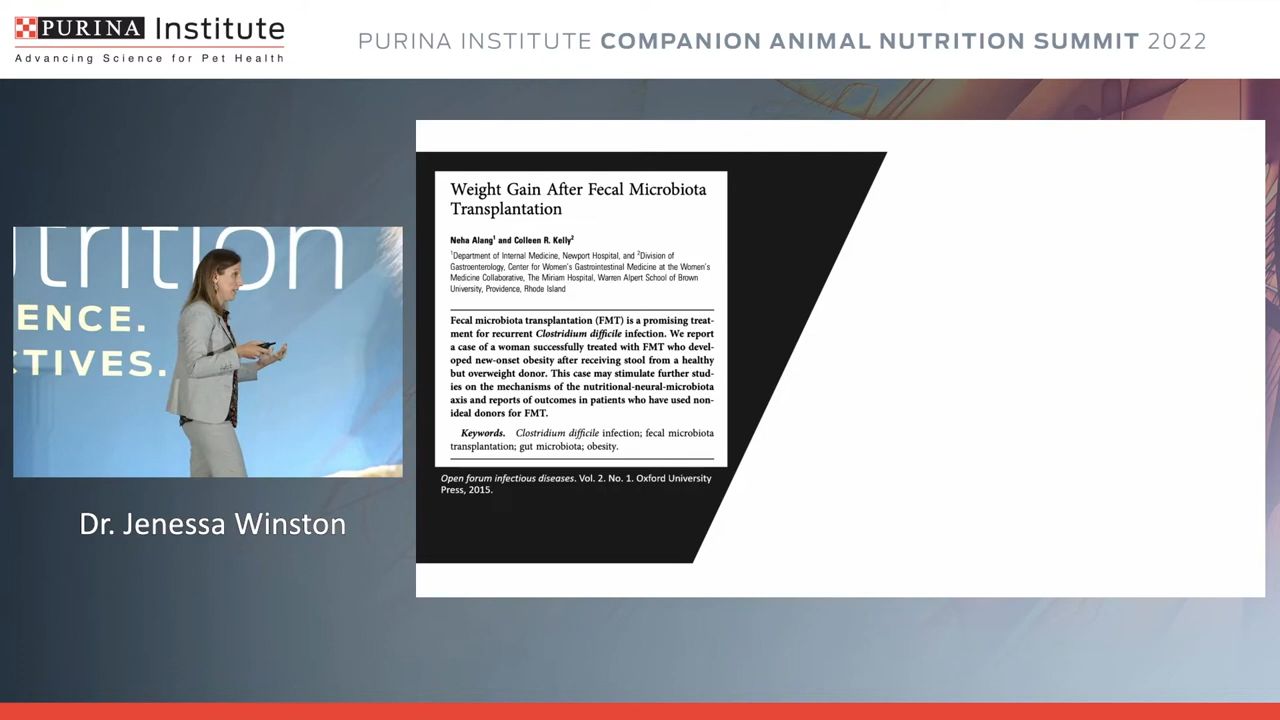 PURINA Institute
Advancing Science for Pet Health
PURINA INSTITUTE COMPANION ANIMAL NUTRITION SUMMIT 2022
Weight Gain After Fecal Microbiota
Transplantation
Neha Alang1 and Colleen R. Kelly2
1Department of Internal Medicine, Newport Hospital, and 2Division of
Gastroenterology, Center for Women's Gastrointestinal Medicine at the Women's
Medicine Collaborative, The Miriam Hospital, Warren Alpert School of Brown
University, Providence, Rhode Island
Fecal microbiota transplantation (FMT) is a promising treat-
ment for recurrent Clostridium difficile infection. We report
a case of a woman successfully treated with FMT who devel-
oped new-onset obesity after receiving stool from a healthy
but overweight donor. This case may stimulate further stud-
ies on the mechanisms of the nutritional-neural-microbiota
axis and reports of outcomes in patients who have used non-
ideal donors for FMT.
Keywords. Clostridium difficile infection; fecal microbiota
transplantation; gut microbiota; obesity.
Open forum infectious diseases. Vol. 2. No. 1. Oxford University
Press, 2015.
utrition
ENCE.
CTIVES.
Dr. Jenessa Winston